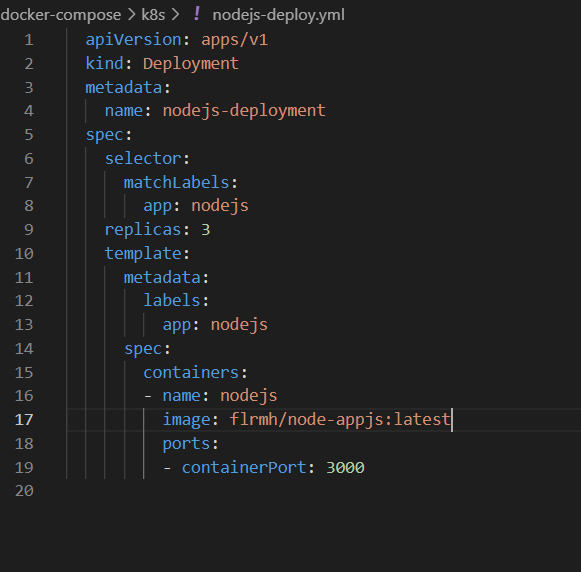 docker-compose > k8s > ! nodejs-deploy.yml
1 apiVersion: apps/v1
2 kind: Deployment
3 metadata:
4   name: nodejs-deployment
5 spec:
6   selector:
7     matchLabels:
8       app: nodejs
9   replicas: 3
10   template:
11     metadata:
12       labels:
13         app: nodejs
14     spec:
15       containers:
16       - name: nodejs
17         image: flrmh/node-appjs:latest
18         ports:
19         - containerPort: 3000
20